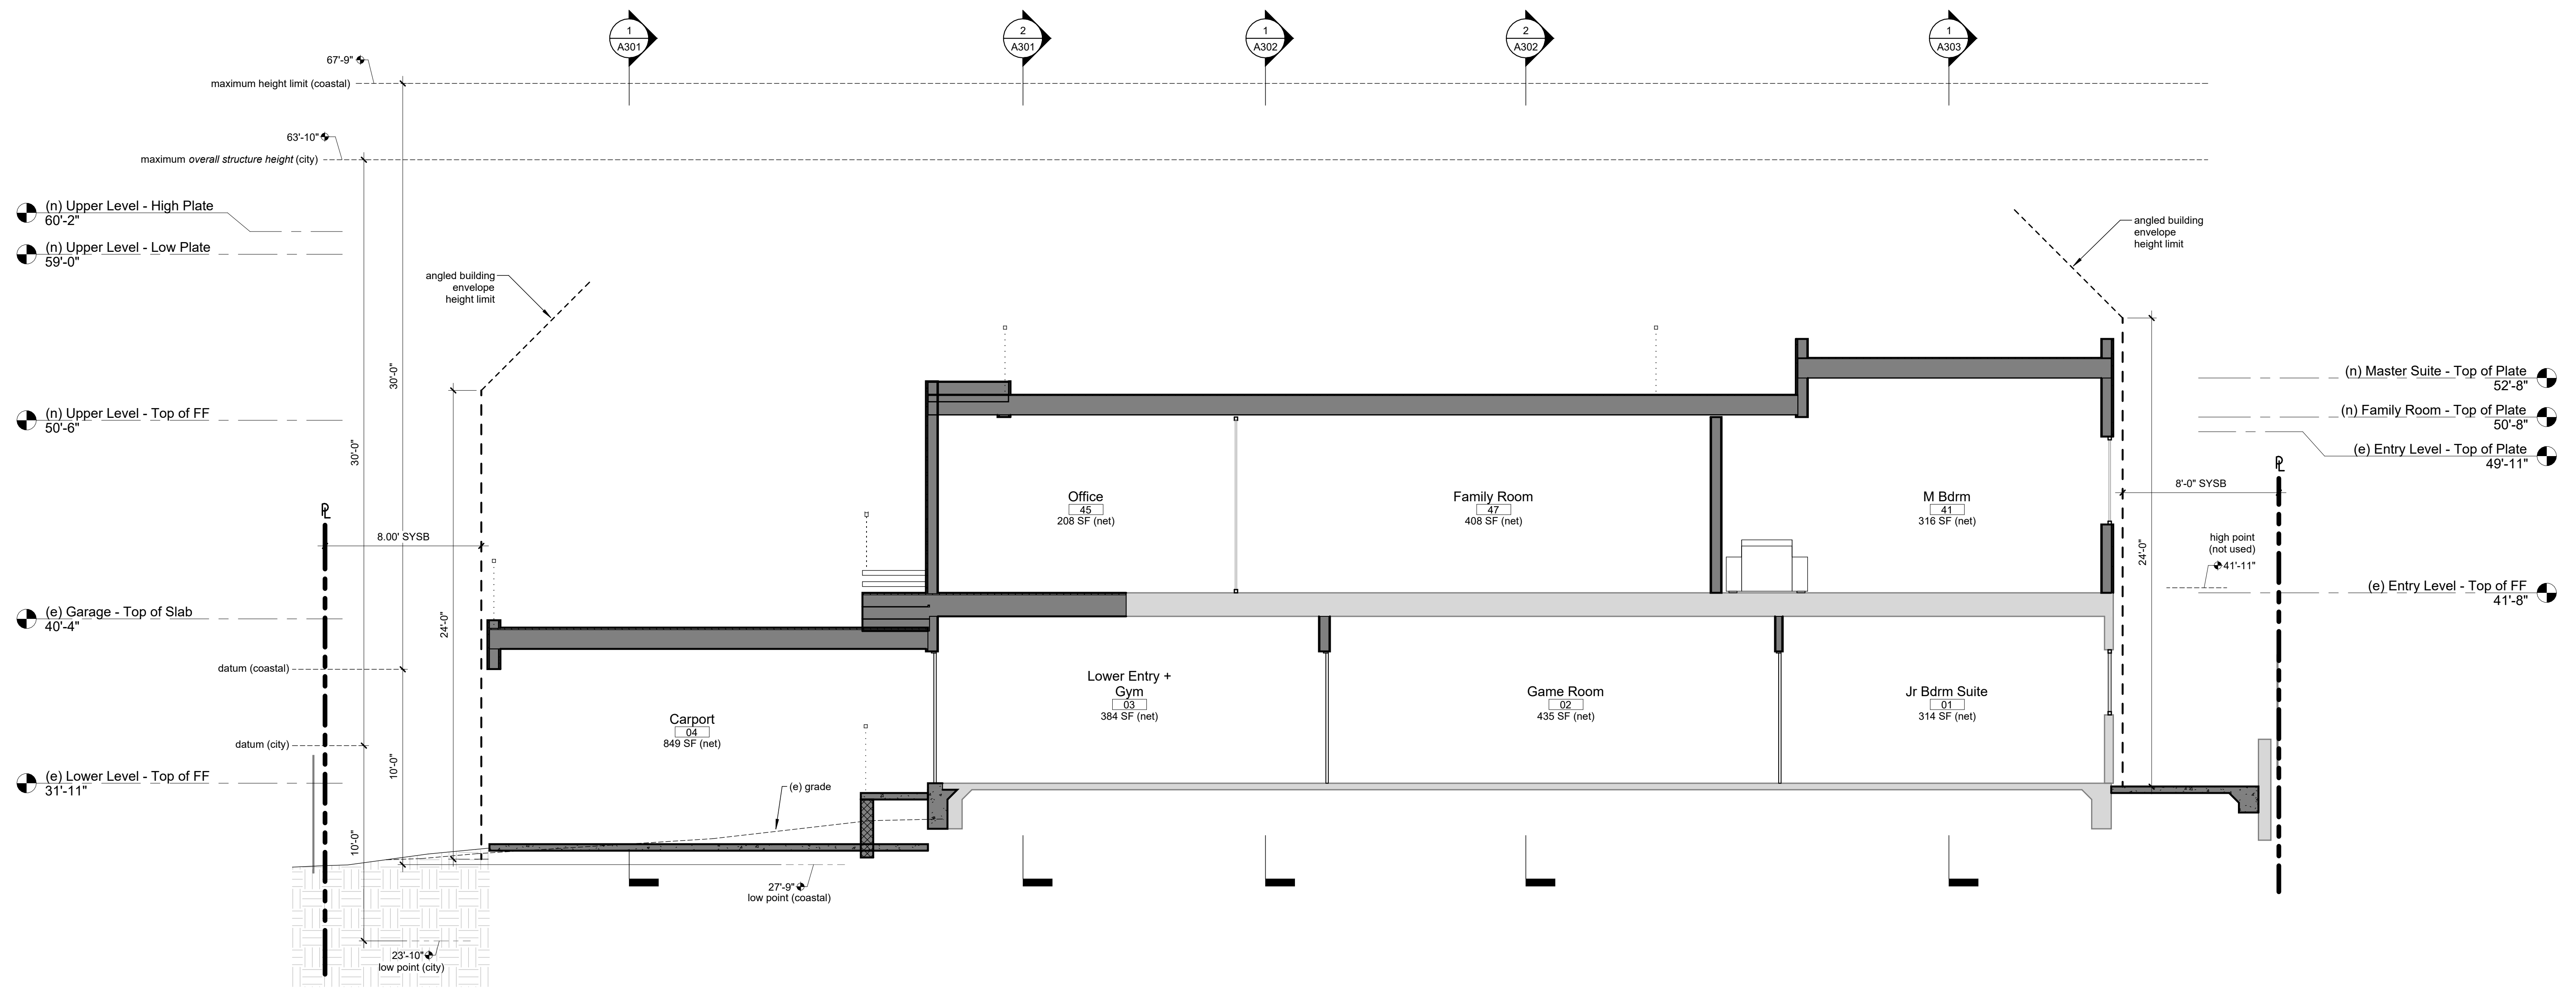 1
A301
2
A301
1
A302
2
A302
1
A303
67'-9"
maximum height limit (coastal)
63'-10"
maximum overall structure height (city)
(n) Upper Level - High Plate
60'-2"
(n) Upper Level - Low Plate
59'-0"
angled building
envelope
height limit
angled building
envelope
height limit
30'-0"
30'-0"
(n) Upper Level - Top of FF
50'-6"
(n) Master Suite - Top of Plate
52'-8"
(n) Family Room - Top of Plate
50'-8"
(e) Entry Level - Top of Plate
49'-11"
PL
PL
8'-0" SYSB
8.00' SYSB
Office
45
208 SF (net)
Family Room
47
408 SF (net)
M Bdrm
41
316 SF (net)
high point
(not used)
41'-11"
24'-0"
24'-0"
(e) Entry Level - Top of FF
41'-8"
(e) Garage - Top of Slab
40'-4"
datum (coastal)
datum (city)
Carport
04
849 SF (net)
Lower Entry +
Gym
03
384 SF (net)
Game Room
02
435 SF (net)
Jr Bdrm Suite
01
314 SF (net)
10'-0"
10'-0"
(e) Lower Level - Top of FF
31'-11"
(e) grade
27'-9"
low point (coastal)
23'-10"
low point (city)